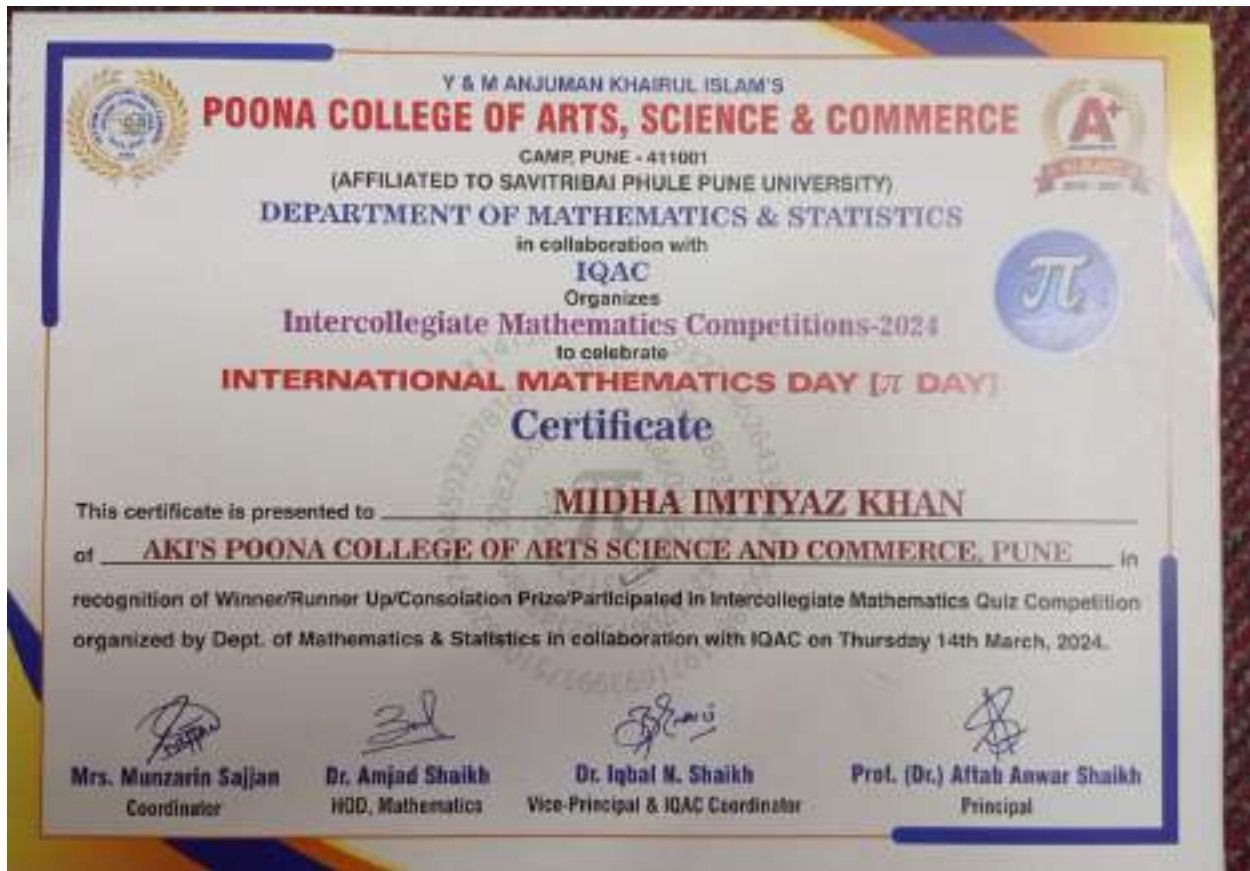 Y & M ANJUMAN KHAIRUL ISLAM'S
POONA COLLEGE OF ARTS, SCIENCE & COMMERCE
CAMP, PUNE - 411001
(AFFILIATED TO SAVITRIBAI PHULE PUNE UNIVERSITY)
DEPARTMENT OF MATHEMATICS & STATISTICS
in collaboration with
IQAC
Organizes
Intercollegiate Mathematics Competitions-2024
to celebrate
INTERNATIONAL MATHEMATICS DAY [π DAY]
Certificate
A+
π
This certificate is presented to MIDHA IMTIYAZ KHAN
of AKI'S POONA COLLEGE OF ARTS SCIENCE AND COMMERCE, PUNE in
recognition of Winner/Runner Up/Consolation Prize/Participated in Intercollegiate Mathematics Quiz Competition
organized by Dept. of Mathematics & Statistics in collaboration with IQAC on Thursday 14th March, 2024.
Mrs. Munzarin Sajjan
Coordinator
Dr. Amjad Shaikh
HOD, Mathematics
Dr. Iqbal N. Shaikh
Vice-Principal & IQAC Coordinator
Prof. (Dr.) Aftab Anwar Shaikh
Principal